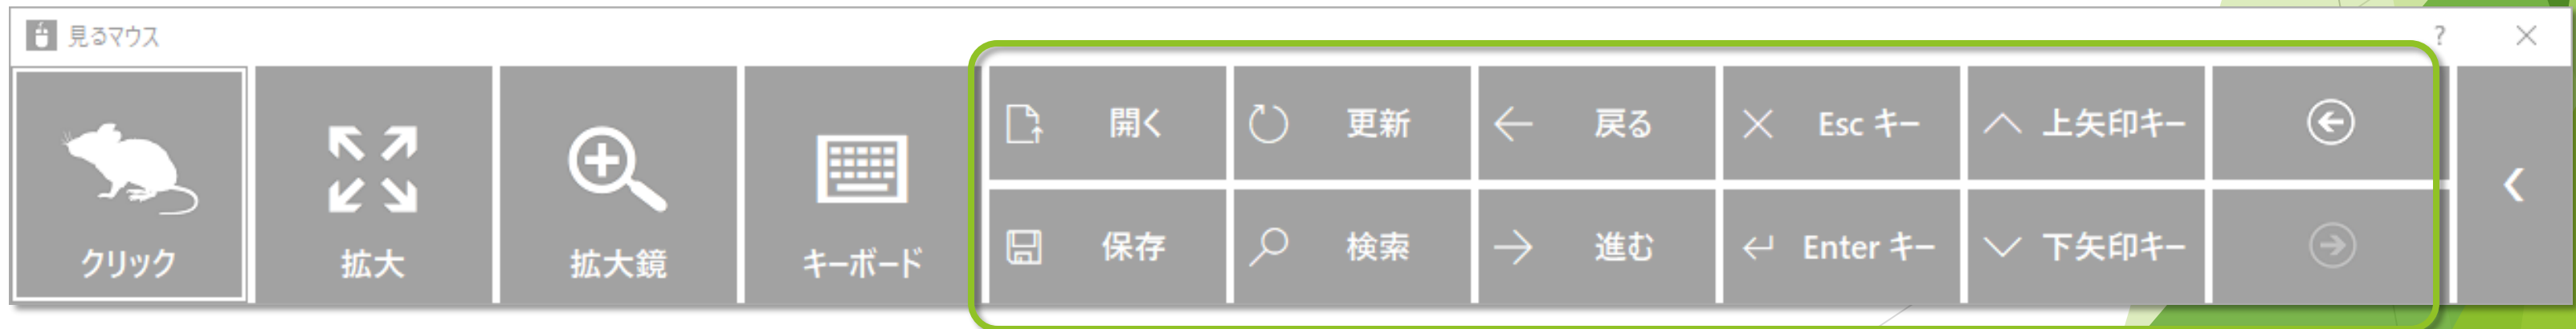 見るマウス
?
開く 更新 戻る Esc キー 上矢印キー
クリック 拡大 拡大鏡 キーボード
保存 検索 進む Enter キー 下矢印キー